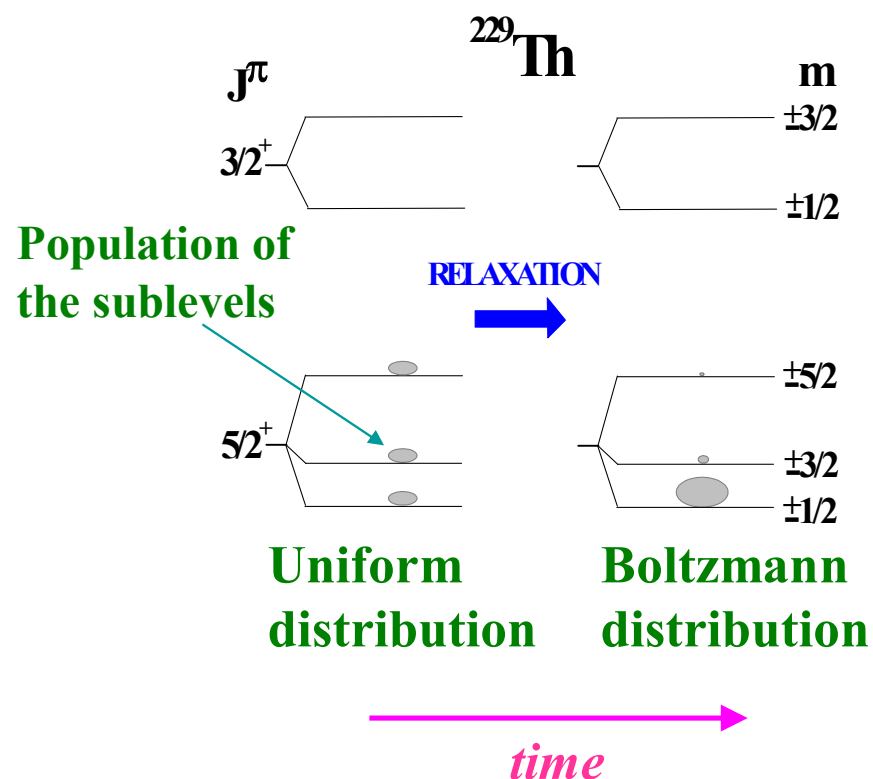 ²²⁹Th
J^π
m
±3/2
3/2⁺
±1/2
Population of
the sublevels
RELAXATION
±5/2
5/2⁺
±3/2
±1/2
Uniform
distribution
Boltzmann
distribution
time